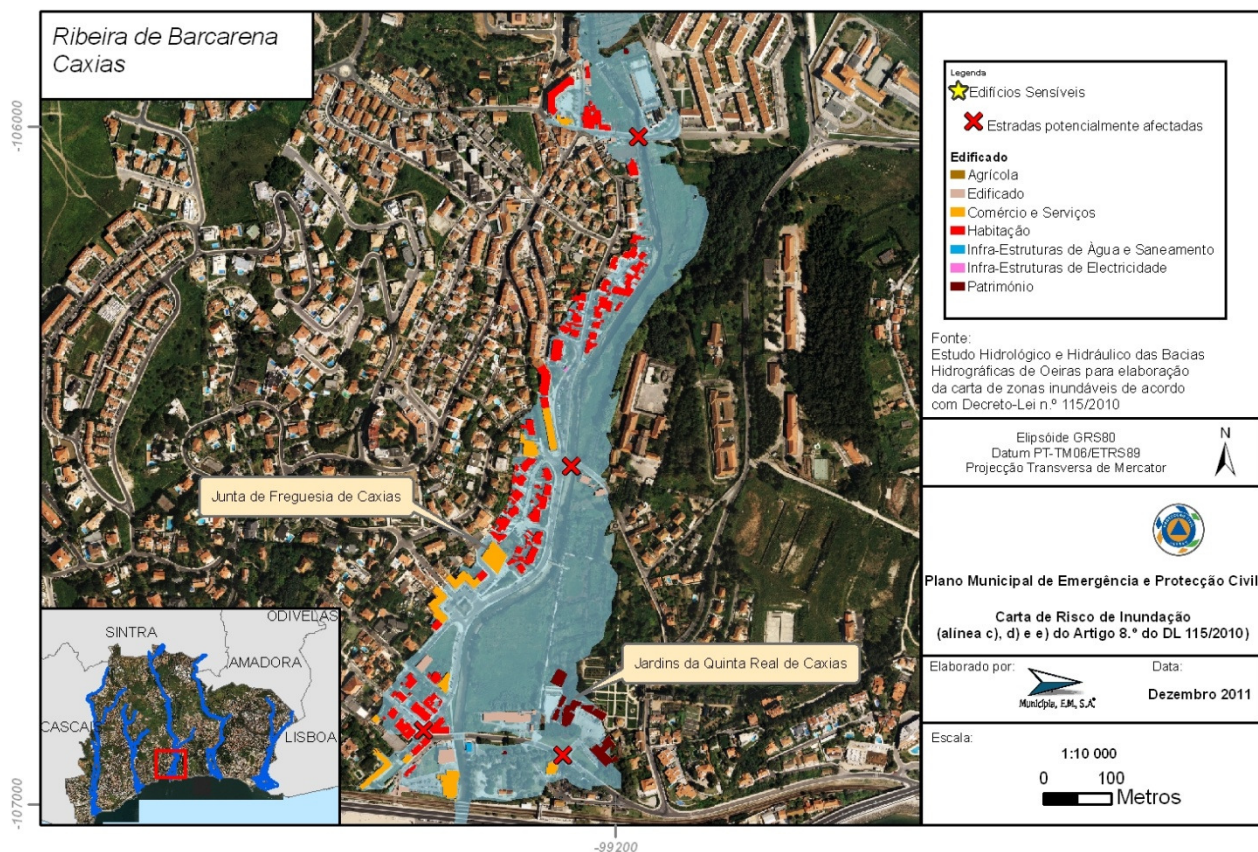 Ribeira de Barcarena
Caxias
-106000
-107000
-99200
Junta de Freguesia de Caxias
Jardins da Quinta Real de Caxias
SINTRA
ODIVELAS
AMADORA
CASCAI
LISBOA
Legenda
Edifícios Sensíveis
Estradas potencialmente afectadas
Edificado
Agrícola
Edificado
Comércio e Serviços
Habitação
Infra-Estruturas de Àgua e Saneamento
Infra-Estruturas de Electricidade
Património
Fonte:
Estudo Hidrológico e Hidráulico das Bacias
Hidrográficas de Oeiras para elaboração
da carta de zonas inundáveis de acordo
com Decreto-Lei n.º 115/2010
Elipsóide GRS80
Datum PT-TM06/ETRS89
Projecção Transversa de Mercator
N
Plano Municipal de Emergência e Protecção Civil
Carta de Risco de Inundação
(alínea c), d) e e) do Artigo 8.º do DL 115/2010)
Elaborado por:
Municípia, E.M., S.A.
Data:
Dezembro 2011
Escala:
1:10 000
0 100
Metros